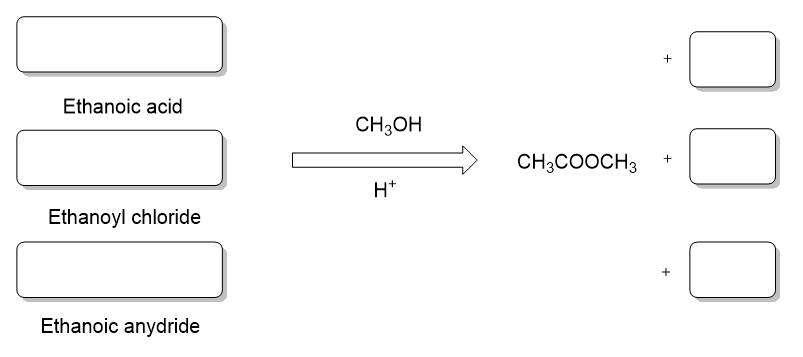 +
Ethanoic acid
CH₃OH
CH₃COOCH₃ +
H⁺
Ethanoyl chloride
+
Ethanoic anydride